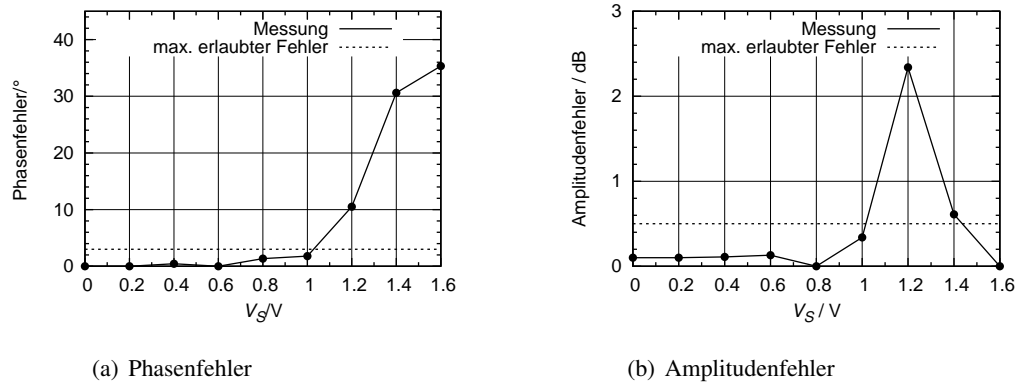 Messung
max. erlaubter Fehler
40
30
20
10
0
Phasenfehler/°
0 0.2 0.4 0.6 0.8 1 1.2 1.4 1.6
VS/V
(a) Phasenfehler
Messung
max. erlaubter Fehler
3
2
1
0
Amplitudenfehler / dB
0 0.2 0.4 0.6 0.8 1 1.2 1.4 1.6
VS / V
(b) Amplitudenfehler